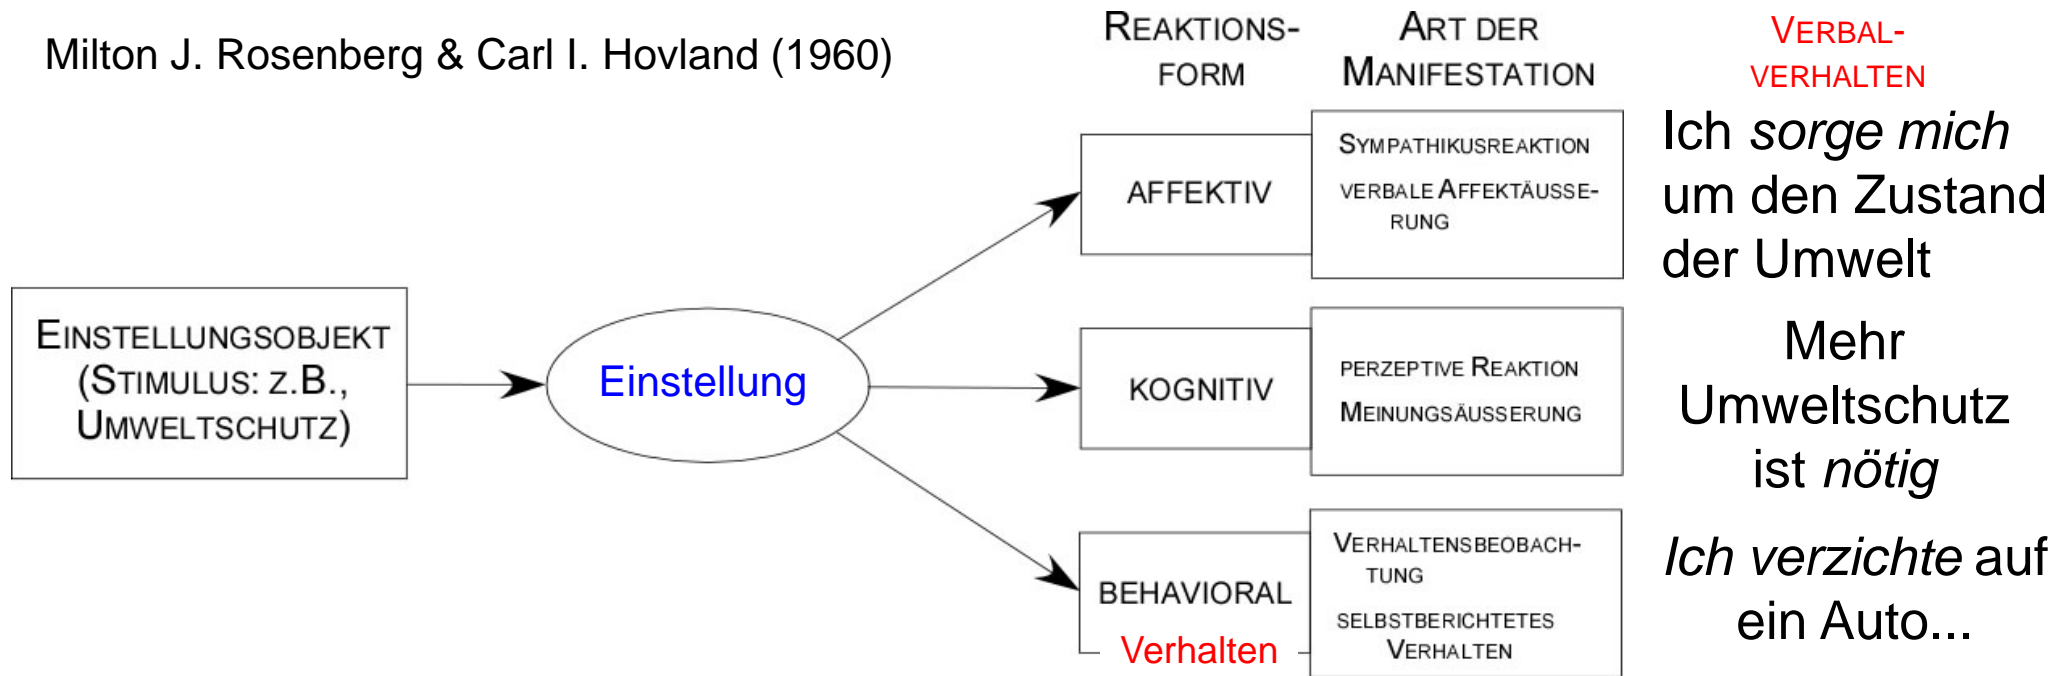 Milton J. Rosenberg & Carl I. Hovland (1960)
REAKTIONS-
FORM
ART DER
MANIFESTATION
VERBAL-
VERHALTEN
EINSTELLUNGSOBJEKT
(STIMULUS: Z.B.,
UMWELTSCHUTZ)
Einstellung
AFFEKTIV
SYMPATHIKUSREAKTION
VERBALE AFFEKTÄUSSE-
RUNG
Ich sorge mich
um den Zustand
der Umwelt
KOGNITIV
PERZEPTIVE REAKTION
MEINUNGSÄUSSERUNG
Mehr
Umweltschutz
ist nötig
BEHAVIORAL
Verhalten
VERHALTENSBEOBACH-
TUNG
SELBSTBERICHTETES
VERHALTEN
Ich verzichte auf
ein Auto...